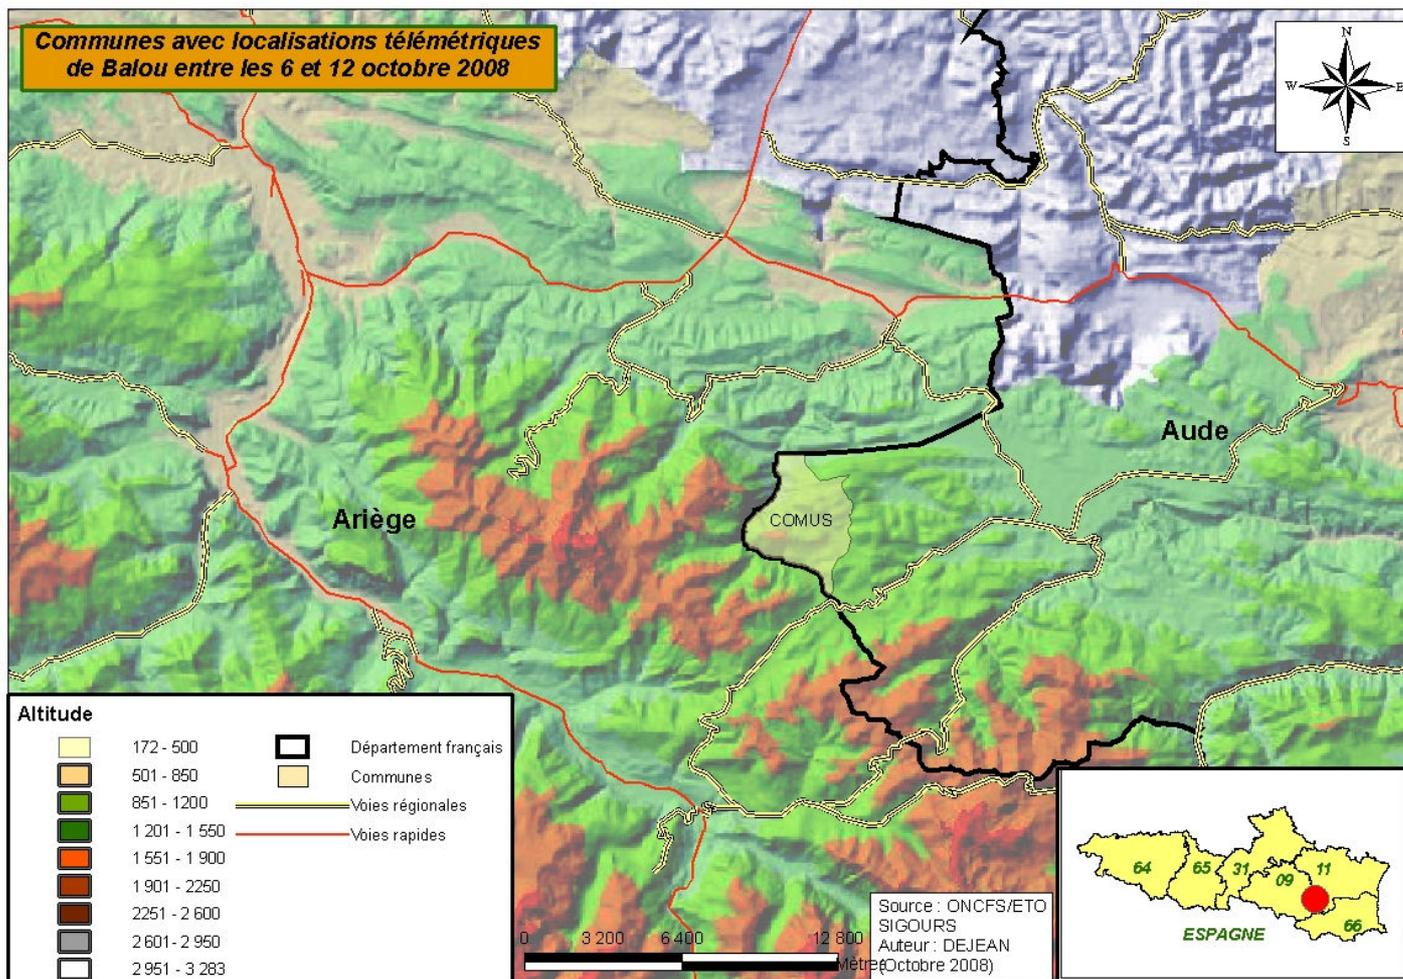 Communes avec localisations télémétriques
de Balou entre les 6 et 12 octobre 2008
N
W E
S
Aude
Ariège
COMUS
Altitude
172 - 500
501 - 850
851 - 1200
1 201 - 1 550
1 551 - 1 900
1 901 - 2250
2251 - 2 600
2 601 - 2 950
2 951 - 3 283
Département français
Communes
Voies régionales
Voies rapides
0 3 200 6 400 12 800
Mètres
Source : ONCFS/ETO
SIGOURS
Auteur : DEJEAN
(Octobre 2008)
64 65 31 09 11
66
ESPAGNE